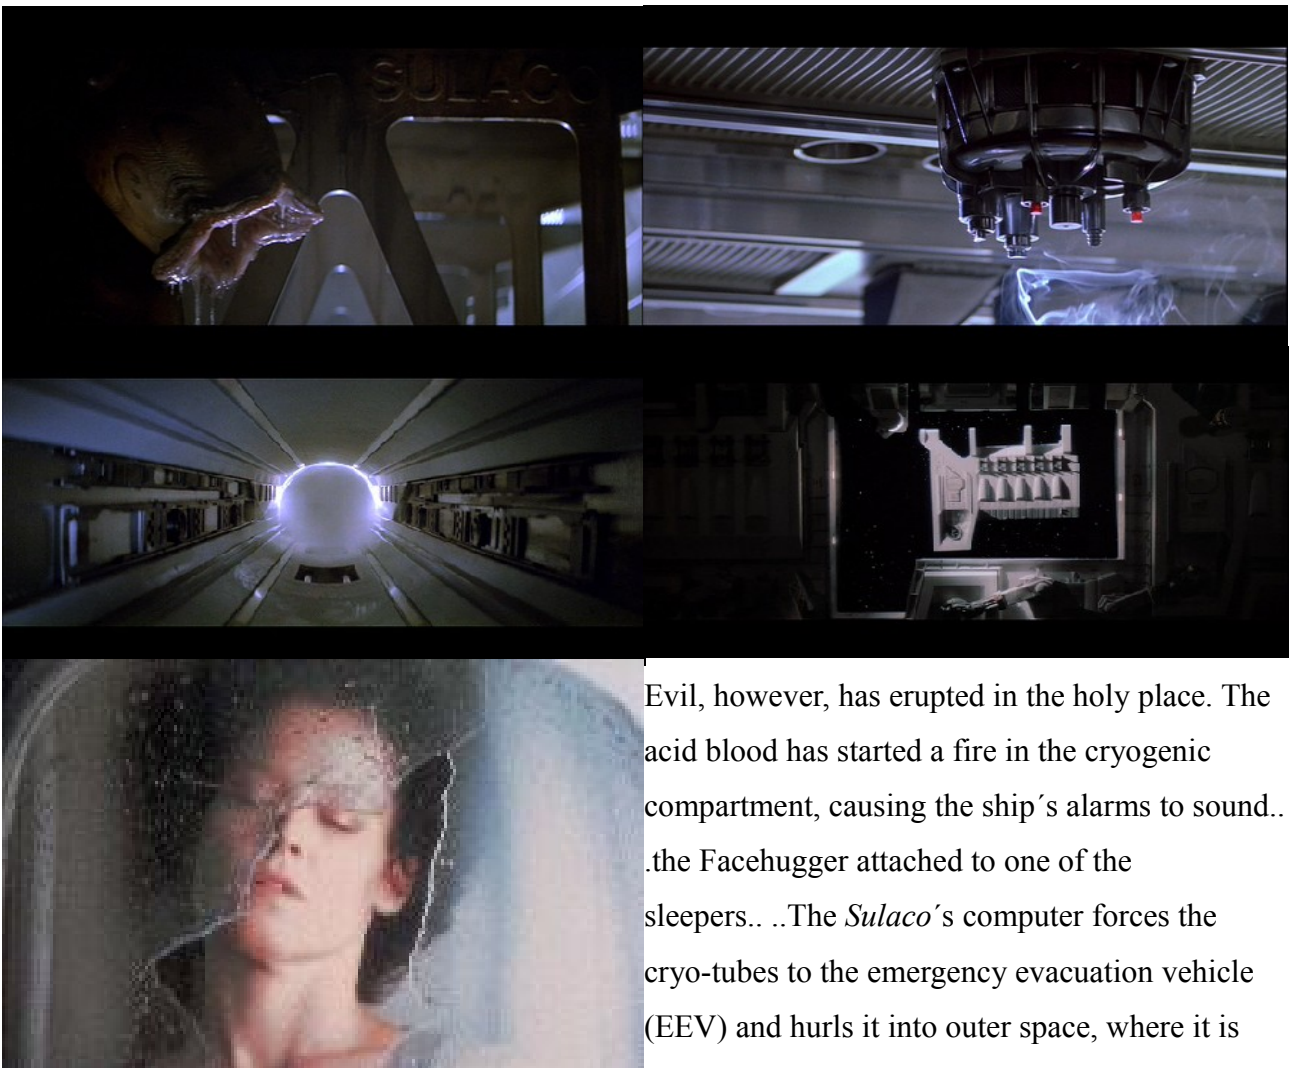 SULACO
Evil, however, has erupted in the holy place. The
acid blood has started a fire in the cryogenic
compartment, causing the ship´s alarms to sound..
.the Facehugger attached to one of the
sleepers.. ..The Sulaco´s computer forces the
cryo-tubes to the emergency evacuation vehicle
(EEV) and hurls it into outer space, where it is